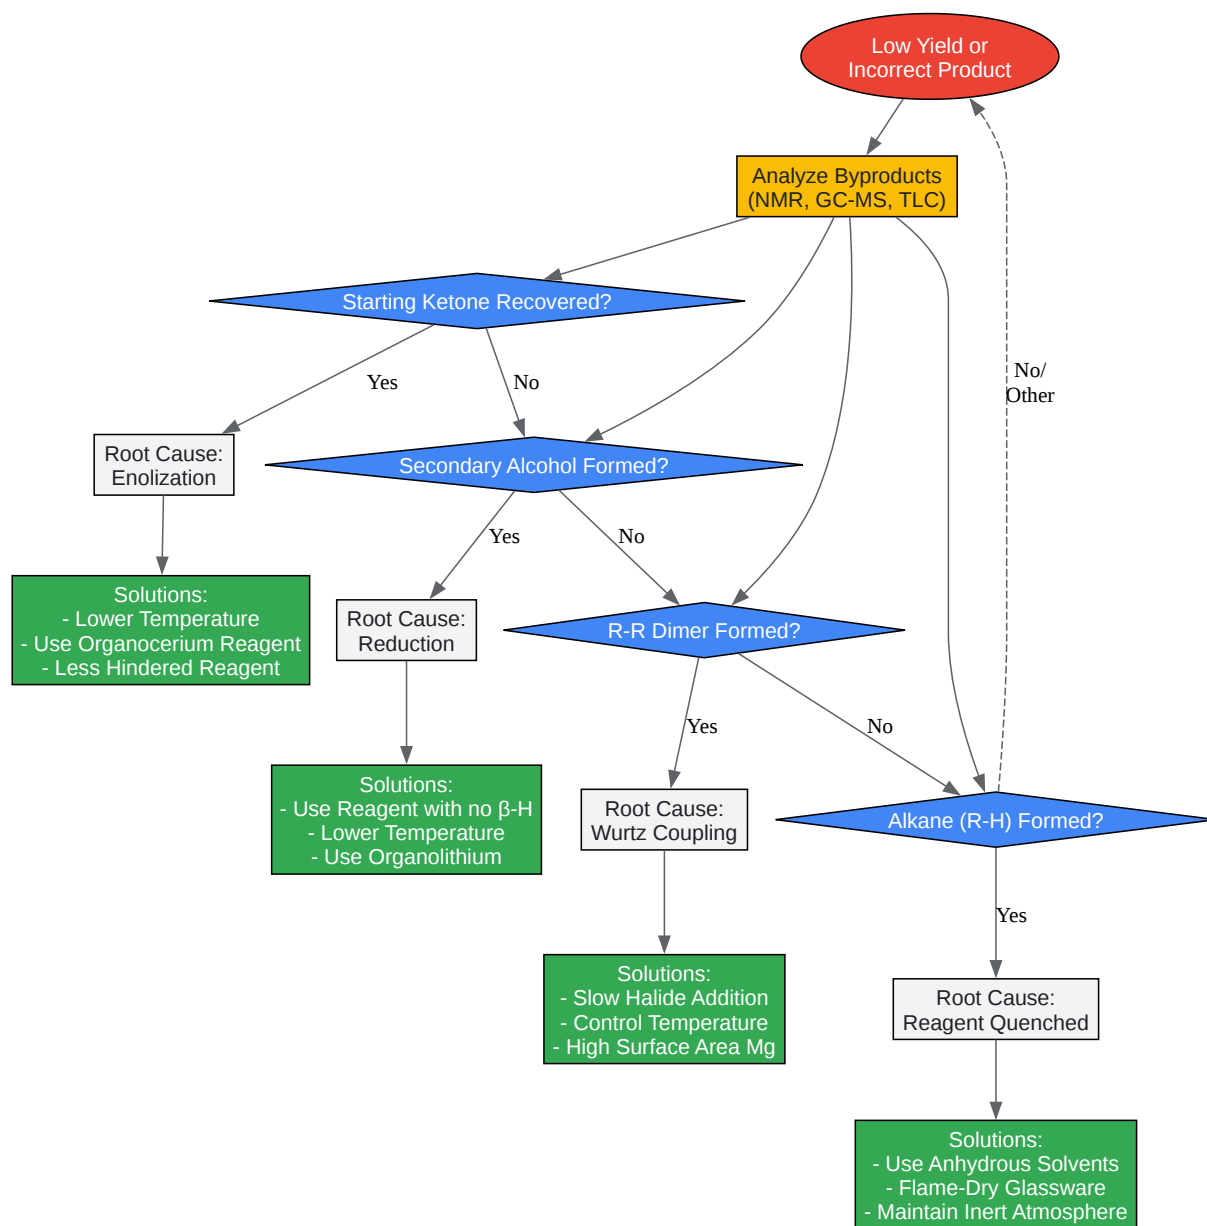 Low Yield or
Incorrect Product
Analyze Byproducts
(NMR, GC-MS, TLC)
Starting Ketone Recovered?
No/
Other
Yes
No
Root Cause:
Enolization
Secondary Alcohol Formed?
Yes
No
Solutions:
- Lower Temperature
- Use Organocerium Reagent
- Less Hindered Reagent
Root Cause:
Reduction
R-R Dimer Formed?
Yes
No
Solutions:
- Use Reagent with no β-H
- Lower Temperature
- Use Organolithium
Root Cause:
Wurtz Coupling
Alkane (R-H) Formed?
Yes
Solutions:
- Slow Halide Addition
- Control Temperature
- High Surface Area Mg
Root Cause:
Reagent Quenched
Solutions:
- Use Anhydrous Solvents
- Flame-Dry Glassware
- Maintain Inert Atmosphere